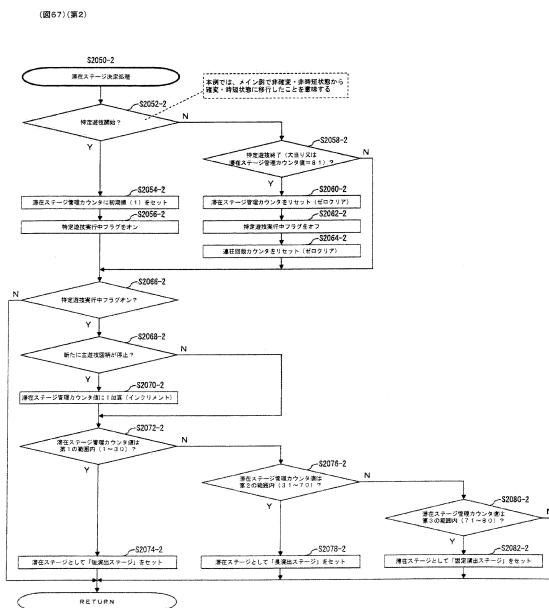 (図67)(第2)
S2050-2
滞在ステージ決定処理
本例では、メイン側で非確変・非時短状態から
確変・時短状態に移行したことを意味する
S2052-2
特定遊技開始?
N
Y
S2058-2
特定遊技終了(大当り又は
滞在ステージ管理カウンタ値=81)?
N
Y
S2054-2
滞在ステージ管理カウンタに初期値(1)をセット
S2056-2
特定遊技実行中フラグをオン
S2060-2
滞在ステージ管理カウンタをリセット(ゼロクリア)
S2062-2
特定遊技実行中フラグをオフ
S2064-2
連荘回数カウンタをリセット(ゼロクリア)
S2066-2
特定遊技実行中フラグオン?
N
Y
S2068-2
新たに主遊技図柄が停止?
N
Y
S2070-2
滞在ステージ管理カウンタ値に1加算(インクリメント)
S2072-2
滞在ステージ管理カウンタ値は
第1の範囲内(1~30)?
N
Y
S2076-2
滞在ステージ管理カウンタ値は
第2の範囲内(31~70)?
N
Y
S2080-2
滞在ステージ管理カウンタ値は
第3の範囲内(71~80)?
N
Y
S2074-2
滞在ステージとして「短演出ステージ」をセット
S2078-2
滞在ステージとして「長演出ステージ」をセット
S2082-2
滞在ステージとして「固定演出ステージ」をセット
RETURN